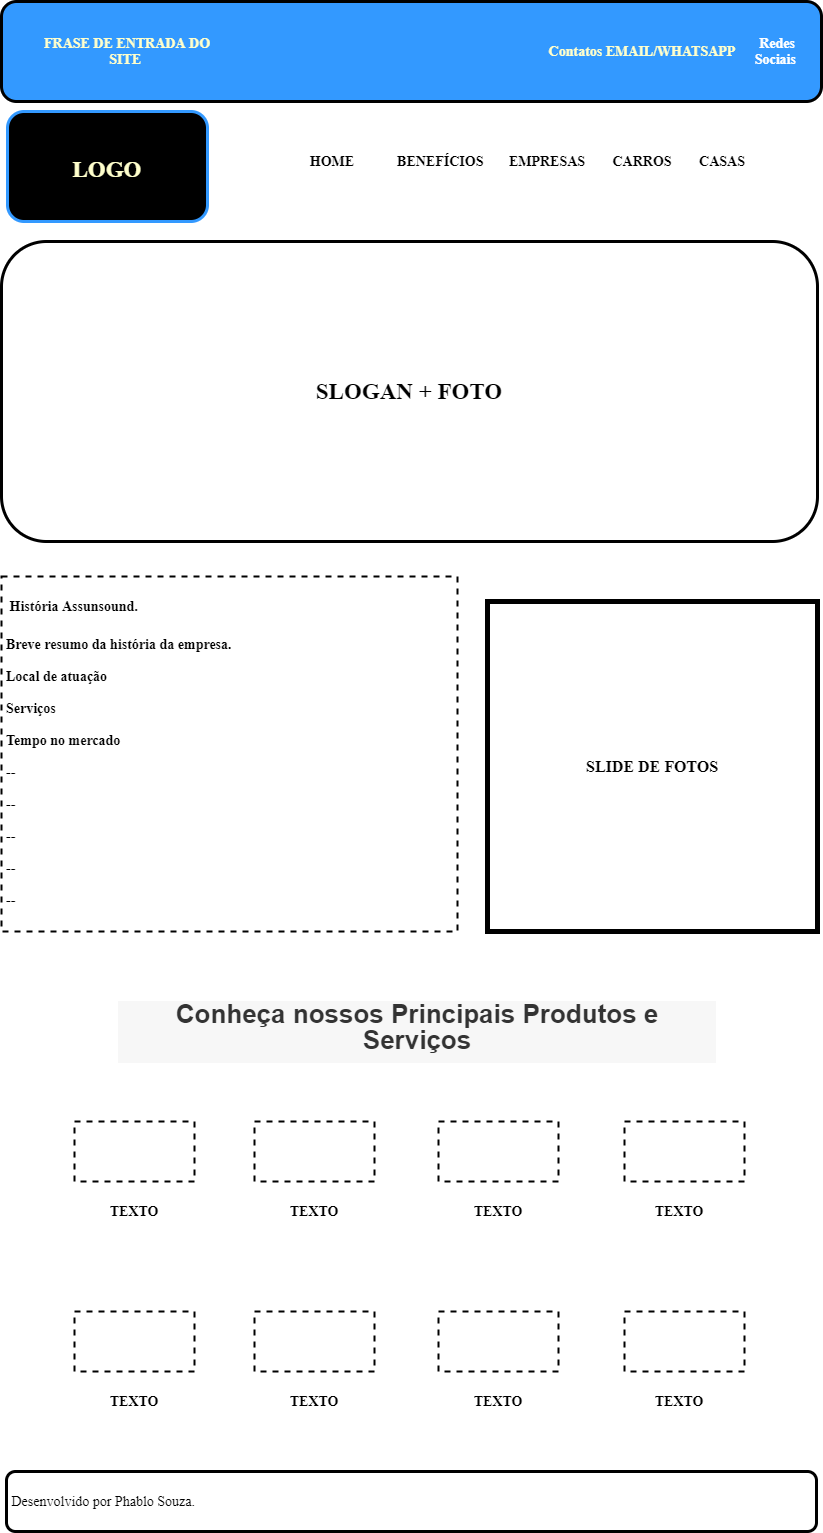 FRASE DE ENTRADA DO
SITE
Contatos EMAIL/WHATSAPP
Redes
Sociais
LOGO
HOME BENEFÍCIOS EMPRESAS CARROS CASAS
SLOGAN + FOTO
História Assunsound.
Breve resumo da história da empresa.
Local de atuação
Serviços
Tempo no mercado
--
--
--
--
--
SLIDE DE FOTOS
Conheça nossos Principais Produtos e
Serviços
TEXTO TEXTO TEXTO TEXTO
TEXTO TEXTO TEXTO TEXTO
Desenvolvido por Phablo Souza.